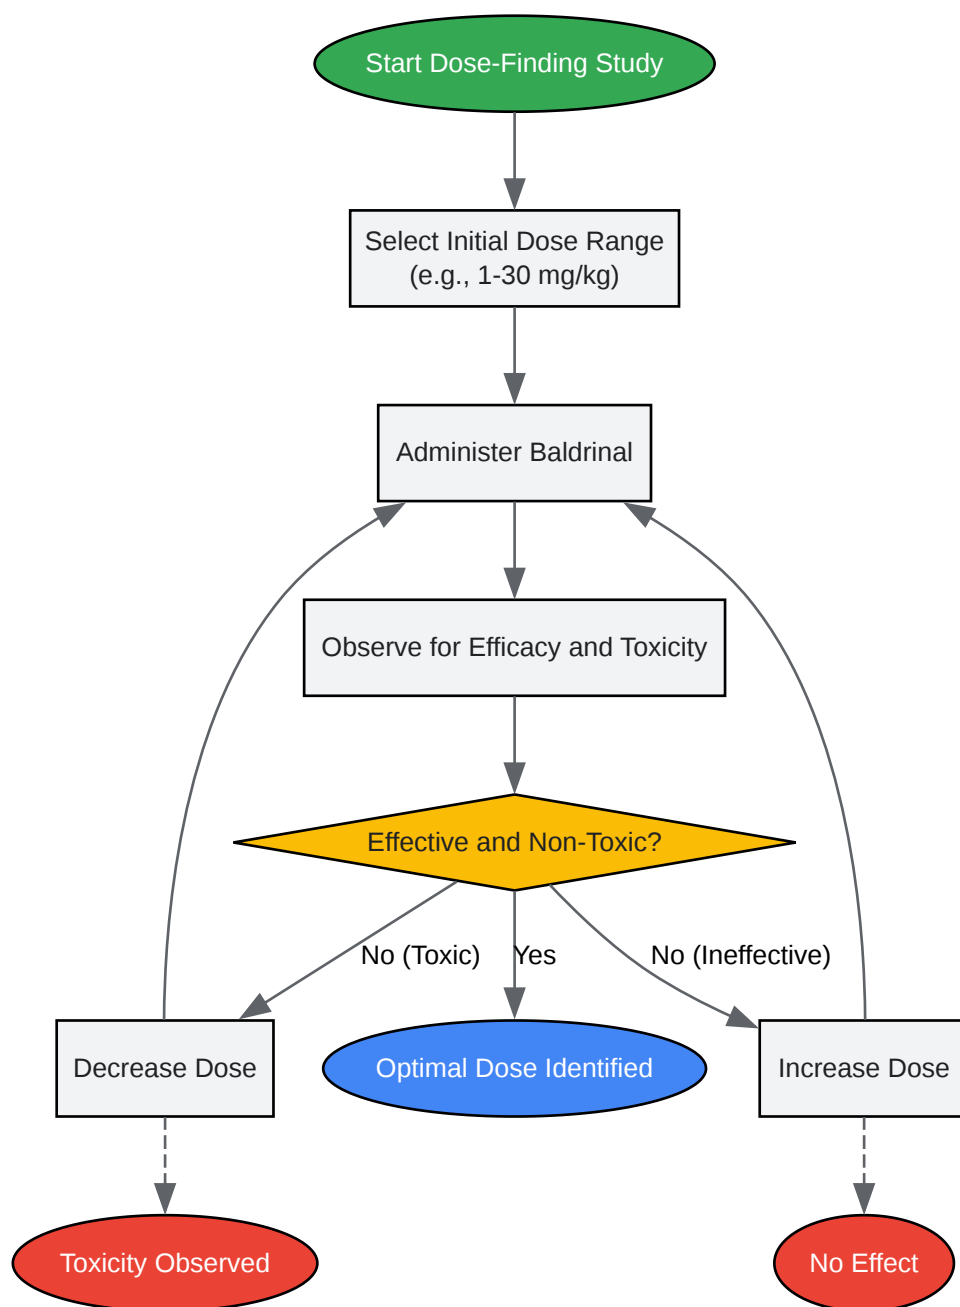 Start Dose-Finding Study
Select Initial Dose Range
(e.g., 1-30 mg/kg)
Administer Baldrinal
Observe for Efficacy and Toxicity
Effective and Non-Toxic?
No (Toxic)
Yes
No (Ineffective)
Decrease Dose
Optimal Dose Identified
Increase Dose
Toxicity Observed
No Effect